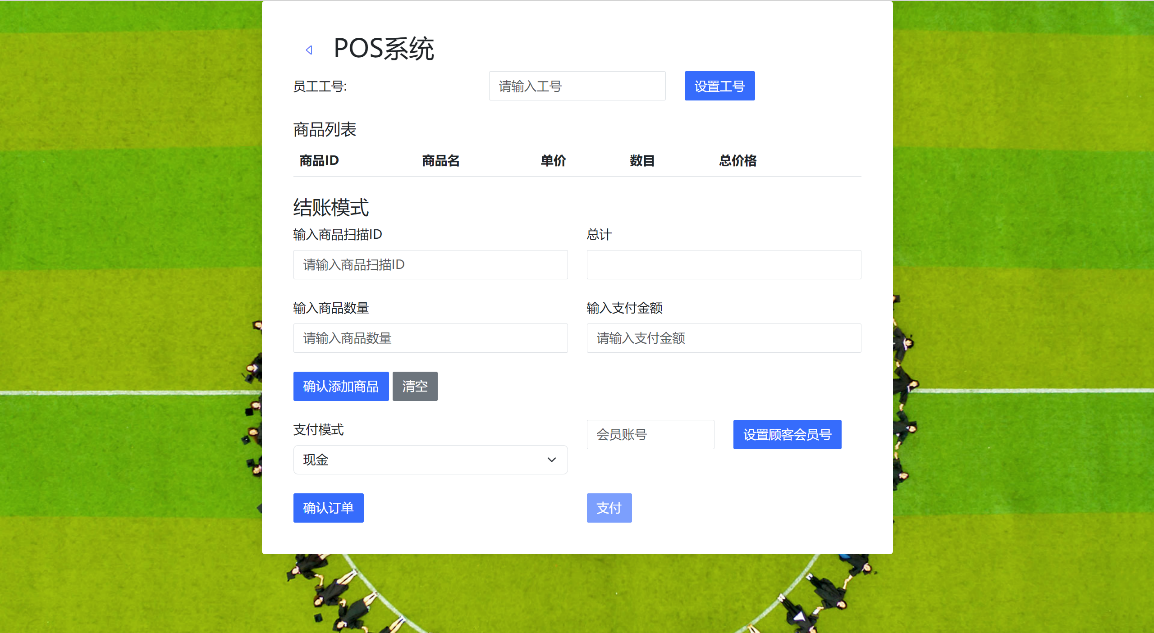 POS系统
员工工号:
请输入工号
设置工号
商品列表
商品ID 商品名 单价 数目 总价格
结账模式
输入商品扫描ID
总计
请输入商品扫描ID
输入商品数量
输入支付金额
请输入商品数量
请输入支付金额
确认添加商品
清空
支付模式
会员账号
设置顾客会员号
现金
确认订单
支付